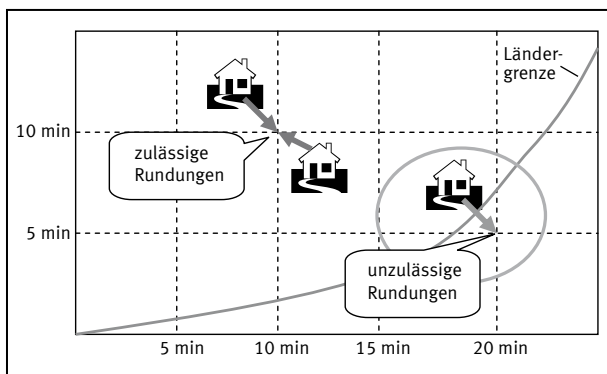 Länder-
grenze
10 min
zulässige
Rundungen
5 min
unzulässige
Rundungen
5 min
10 min
15 min
20 min